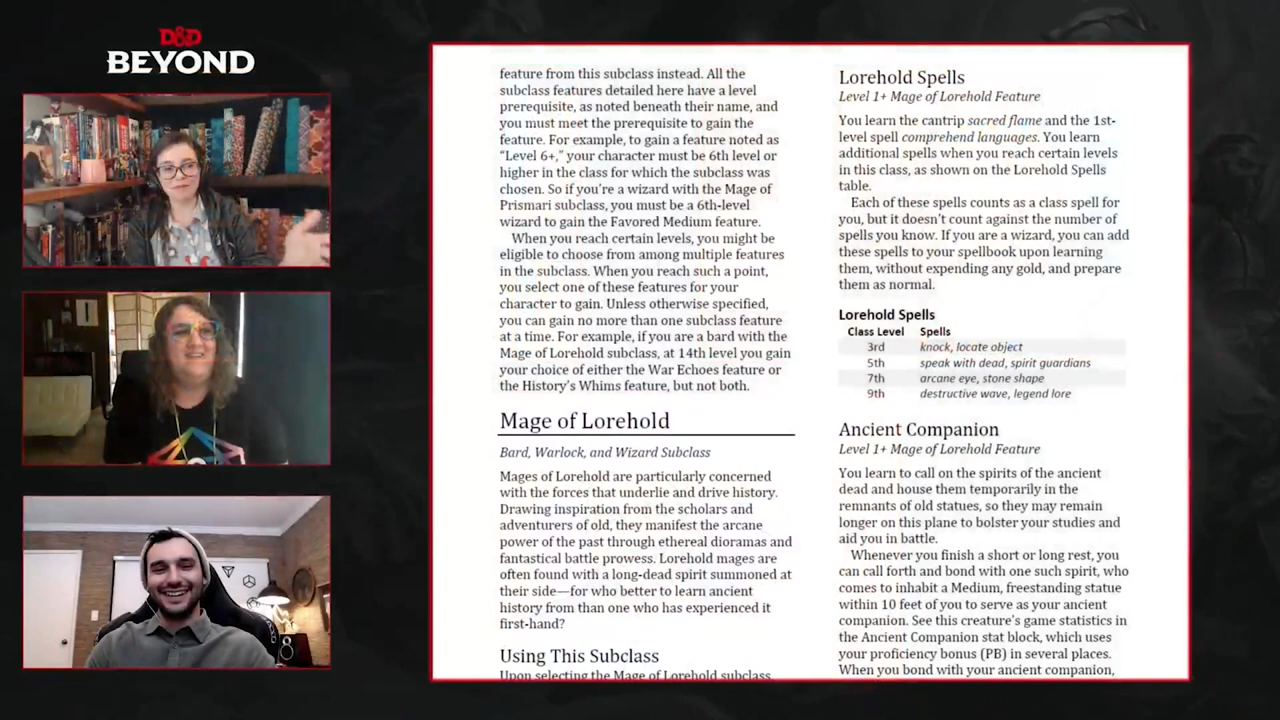 D&D
BEYOND
feature from this subclass instead. All the
subclass features detailed here have a level
prerequisite, as noted beneath their name, and
you must meet the prerequisite to gain the
feature. For example, to gain a feature noted as
“Level 6+,” your character must be 6th level or
higher in the class for which the subclass was
chosen. So if you’re a wizard with the Mage of
Prismari subclass, you must be a 6th-level
wizard to gain the Favored Medium feature.
When you reach certain levels, you might be
eligible to choose from among multiple features
in the subclass. When you reach such a point,
you select one of these features for your
character to gain. Unless otherwise specified,
you can gain no more than one subclass feature
at a time. For example, if you are a bard with the
Mage of Lorehold subclass, at 14th level you gain
your choice of either the War Echoes feature or
the History’s Whims feature, but not both.
Mage of Lorehold
Bard, Warlock, and Wizard Subclass
Mages of Lorehold are particularly concerned
with the forces that underlie and drive history.
Drawing inspiration from the scholars and
adventurers of old, they manifest the arcane
power of the past through ethereal dioramas and
fantastical battle prowess. Lorehold mages are
often found with a long-dead spirit summoned at
their side—for who better to learn ancient
history from than one who has experienced it
first-hand?
Using This Subclass
Upon selecting the Mage of Lorehold subclass,
Lorehold Spells
Level 1+ Mage of Lorehold Feature
You learn the cantrip sacred flame and the 1st-
level spell comprehend languages. You learn
additional spells when you reach certain levels
in this class, as shown on the Lorehold Spells
table.
Each of these spells counts as a class spell for
you, but it doesn’t count against the number of
spells you know. If you are a wizard, you can add
these spells to your spellbook upon learning
them, without expending any gold, and prepare
them as normal.
Lorehold Spells
Class Level Spells
3rd knock, locate object
5th speak with dead, spirit guardians
7th arcane eye, stone shape
9th destructive wave, legend lore
Ancient Companion
Level 1+ Mage of Lorehold Feature
You learn to call on the spirits of the ancient
dead and house them temporarily in the
remnants of old statues, so they may remain
longer on this plane to bolster your studies and
aid you in battle.
Whenever you finish a short or long rest, you
can call forth and bond with one such spirit, who
comes to inhabit a Medium, freestanding statue
within 10 feet of you to serve as your ancient
companion. See this creature’s game statistics in
the Ancient Companion stat block, which uses
your proficiency bonus (PB) in several places.
When you bond with your ancient companion,